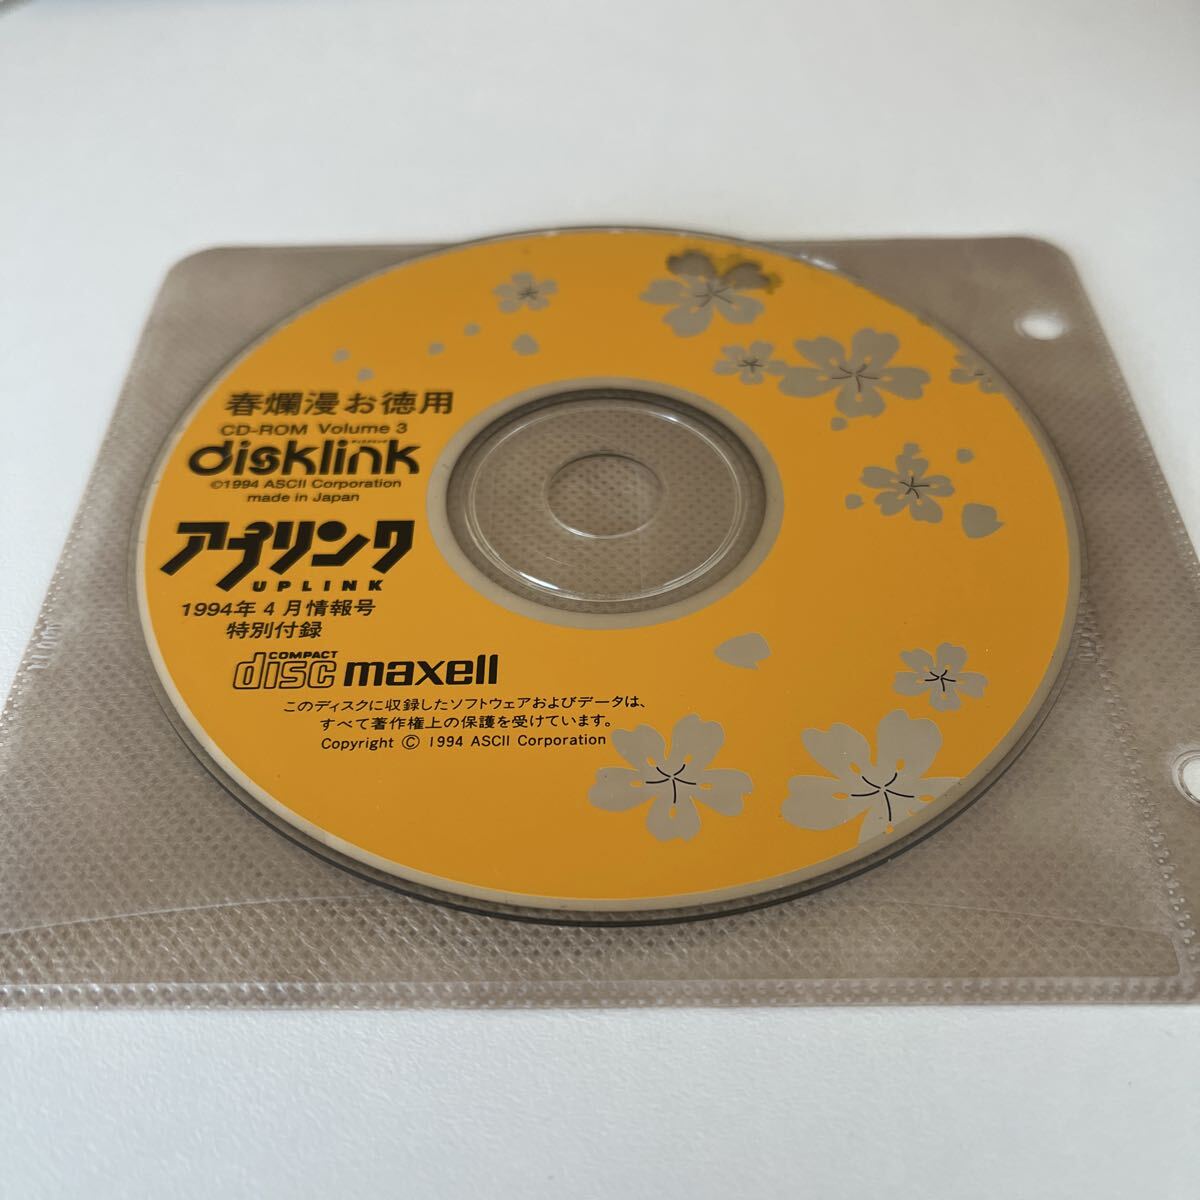 春爛漫お徳用
CD-ROM Volume 3
disklink
©1994 ASCII Corporation
made in Japan
アプリンク
UPLINK
1994年4月情報号
特別付録
COMPACT
disc maxell
このディスクに収録したソフトウェアおよびデータは、
すべて著作権上の保護を受けています。
Copyright © 1994 ASCII Corporation